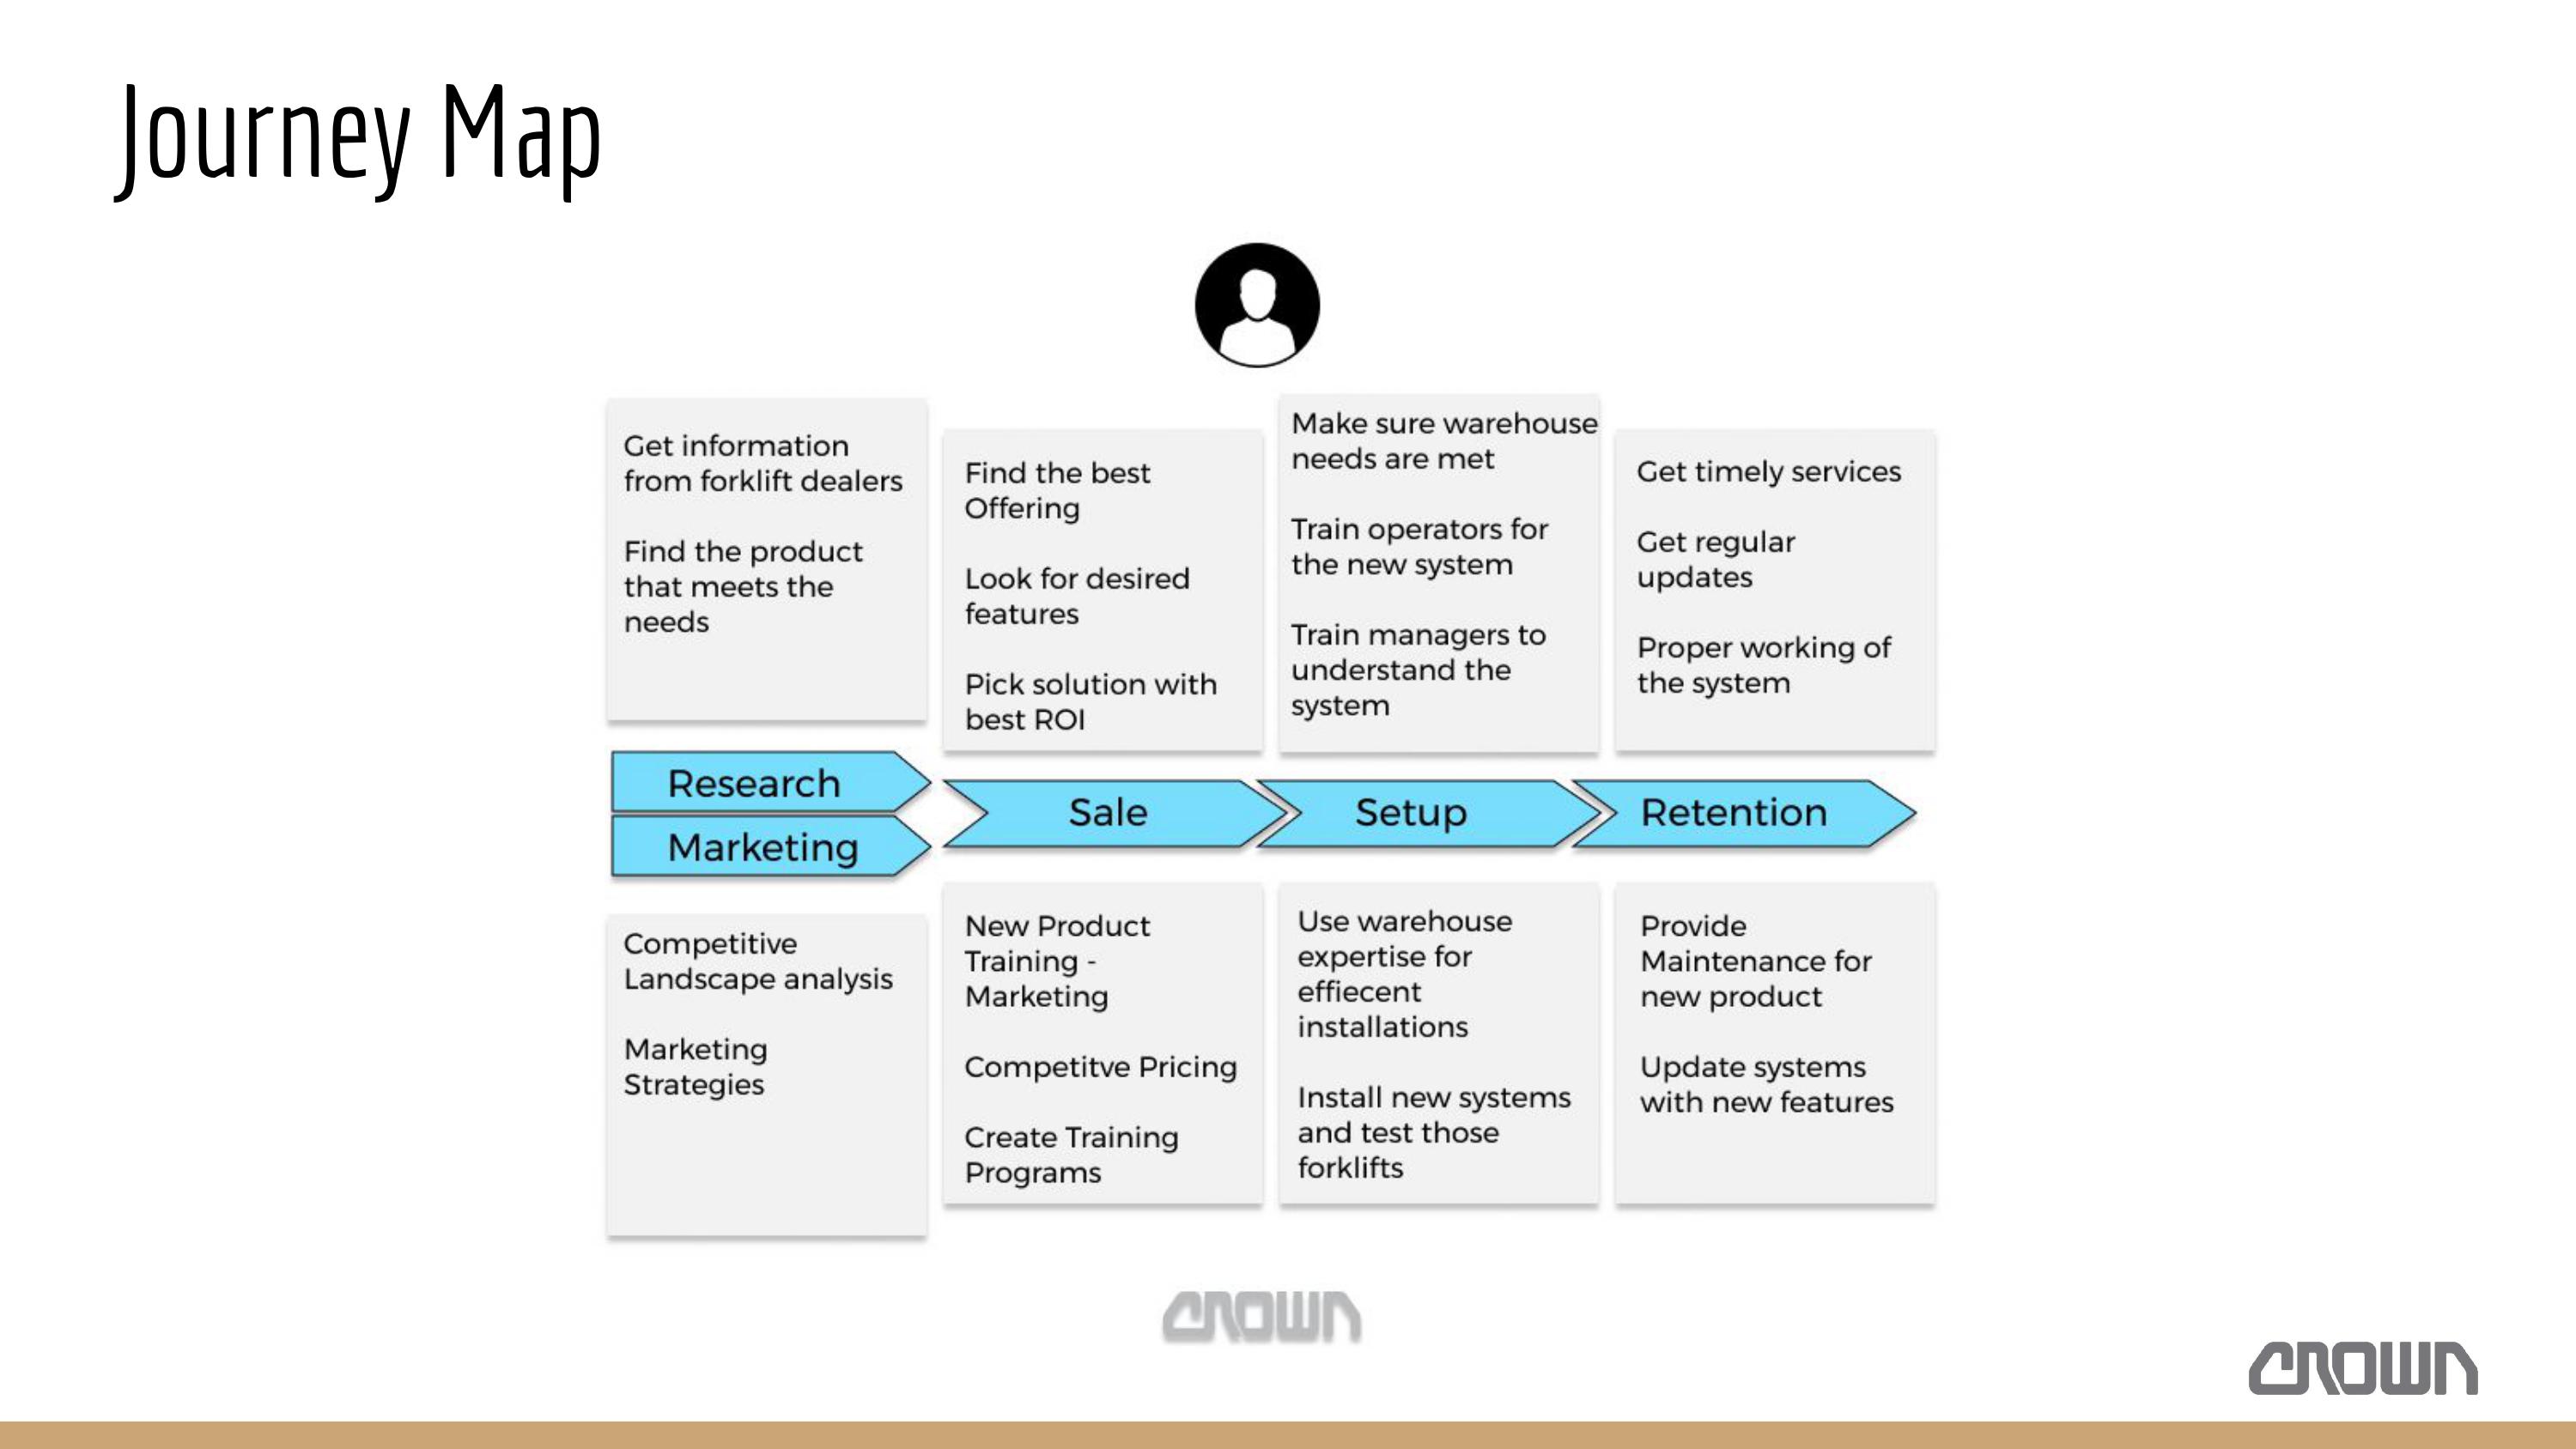 Journey Map
Get information
from forklift dealers
Find the product
that meets the
needs
Find the best
Offering
Look for desired
features
Pick solution with
best ROI
Make sure warehouse
needs are met
Train operators for
the new system
Train managers to
understand the
system
Get timely services
Get regular
updates
Proper working of
the system
Research
Marketing
Sale
Setup
Retention
Competitive
Landscape analysis
Marketing
Strategies
New Product
Training -
Marketing
Competitve Pricing
Create Training
Programs
Use warehouse
expertise for
effiecent
installations
Install new systems
and test those
forklifts
Provide
Maintenance for
new product
Update systems
with new features
CROWN
CROWN